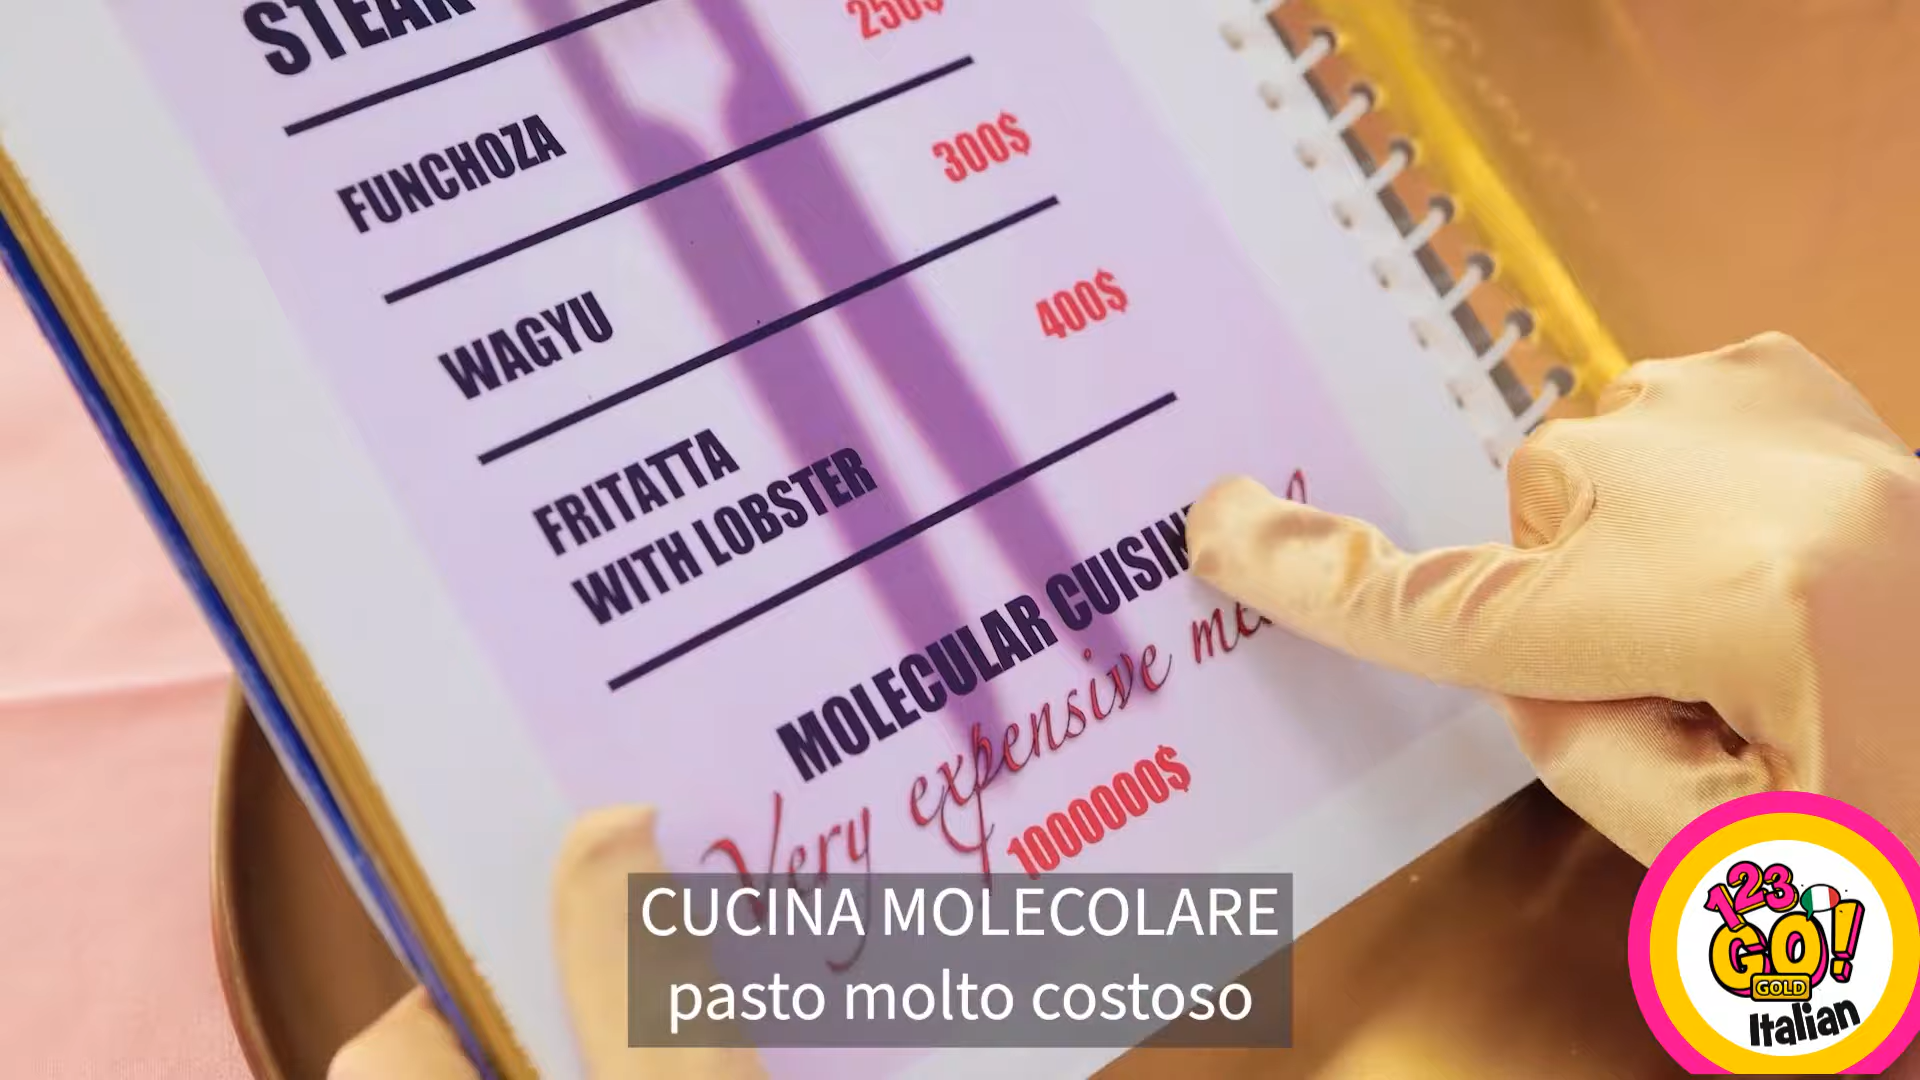 STEAK
250$
FUNCHOZA
300$
WAGYU
400$
FRITATTA
WITH LOBSTER
MOLECULAR CUISIN
Very expensive
1000000$
CUCINA MOLECOLARE
pasto molto costoso
123
GO!
GOLD
Italian